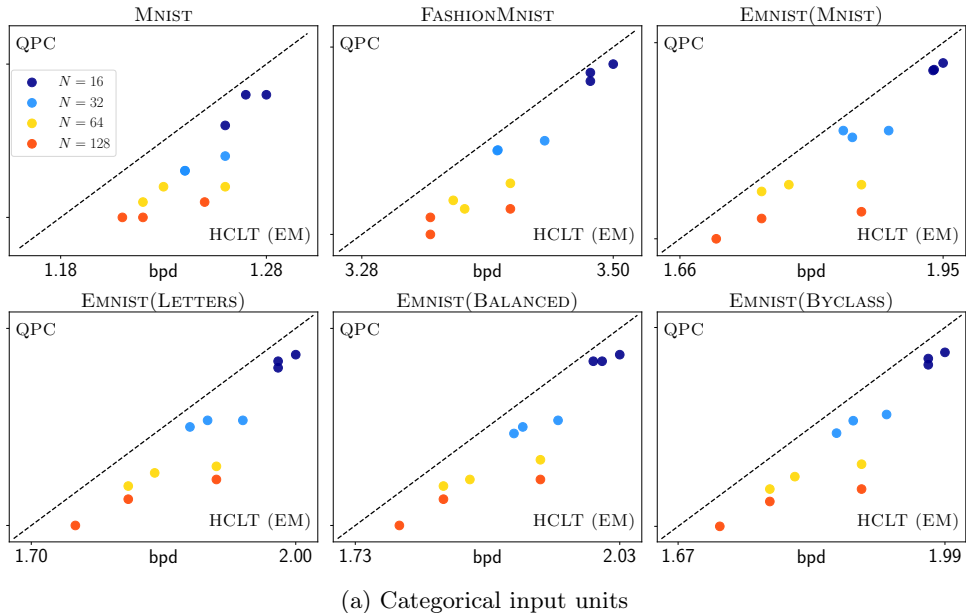 MNIST
QPC
N = 16
N = 32
N = 64
N = 128
HCLT (EM)
1.18 bpd 1.28
FASHIONMNIST
QPC
HCLT (EM)
3.28 bpd 3.50
EMNIST(MNIST)
QPC
HCLT (EM)
1.66 bpd 1.95
EMNIST(LETTERS)
QPC
HCLT (EM)
1.70 bpd 2.00
EMNIST(BALANCED)
QPC
HCLT (EM)
1.73 bpd 2.03
EMNIST(BYCLASS)
QPC
HCLT (EM)
1.67 bpd 1.99
(a) Categorical input units